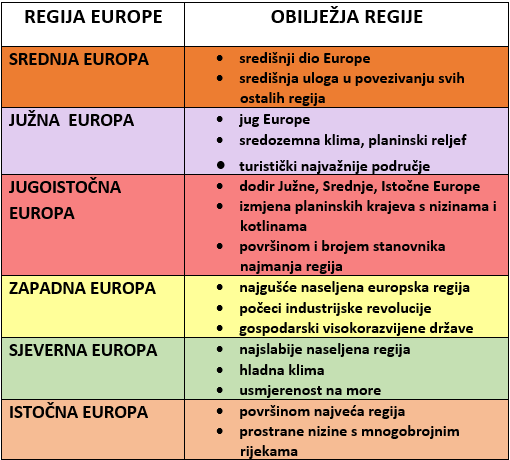 REGIJA EUROPE
OBILJEŽJA REGIJE
SREDNJA EUROPA
• središnji dio Europe
• središnja uloga u povezivanju svih
ostalih regija
JUŽNA EUROPA
• jug Europe
• sredozemna klima, planinski reljef
• turistički najvažnije područje
JUGOISTOČNA
EUROPA
• dodir Južne, Srednje, Istočne Europe
• izmjena planinskih krajeva s nizinama i
kotlinama
• površinom i brojem stanovnika
najmanja regija
ZAPADNA EUROPA
• najgušće naseljena europska regija
• počeci industrijske revolucije
• gospodarski visokorazvijene države
SJEVERNA EUROPA
• najslabije naseljena regija
• hladna klima
• usmjerenost na more
ISTOČNA EUROPA
• površinom najveća regija
• prostrane nizine s mnogobrojnim
rijekama